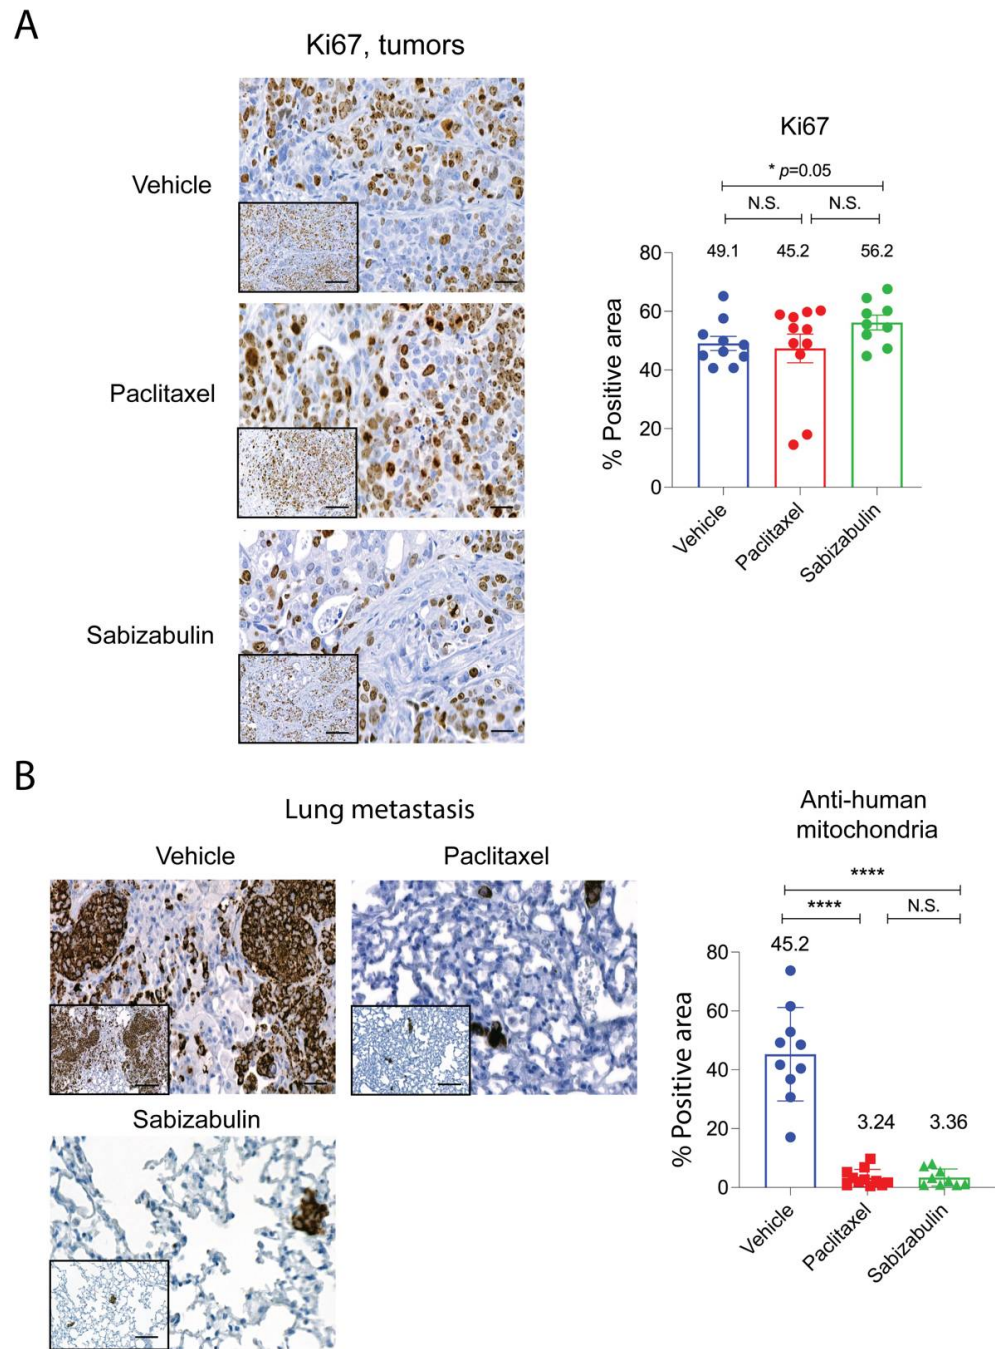 A
Ki67, tumors
Vehicle
Paclitaxel
Sabizabulin
Ki67
* p=0.05
N.S. N.S.
49.1 45.2 56.2
80
60
40
20
0
% Positive area
Vehicle
Paclitaxel
Sabizabulin
B
Lung metastasis
Vehicle
Paclitaxel
Sabizabulin
Anti-human
mitochondria
****
**** N.S.
45.2
3.24 3.36
80
60
40
20
0
% Positive area
Vehicle
Paclitaxel
Sabizabulin